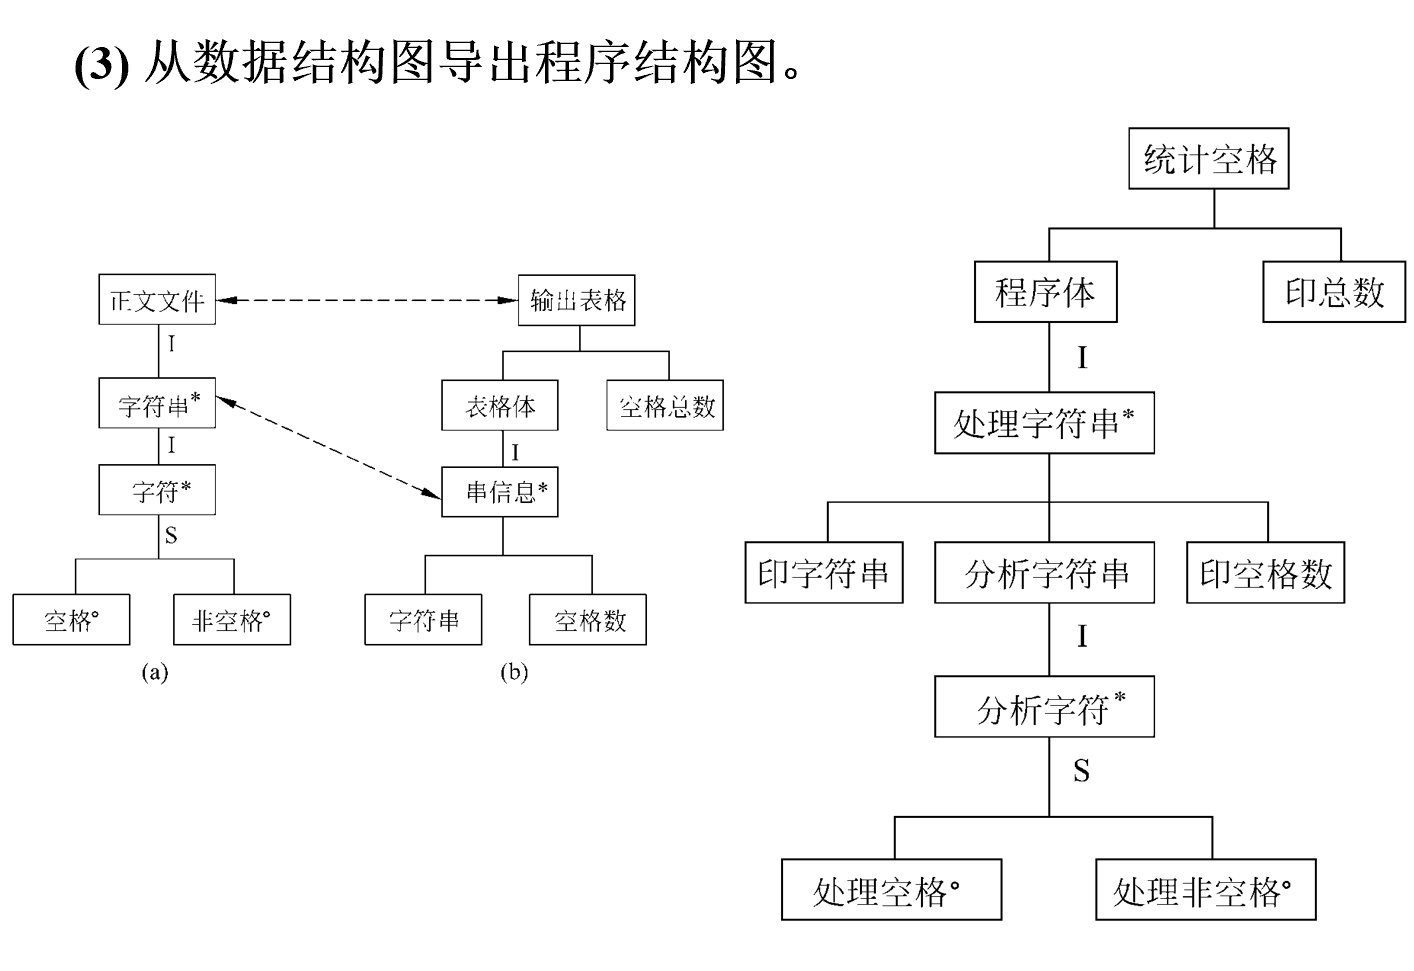 (3) 从数据结构图导出程序结构图。
正文文件
I
字符串*
I
字符*
S
空格°
非空格°
(a)
输出表格
表格体
空格总数
I
串信息*
字符串
空格数
(b)
统计空格
程序体
印总数
I
处理字符串*
印字符串
分析字符串
印空格数
I
分析字符*
S
处理空格°
处理非空格°